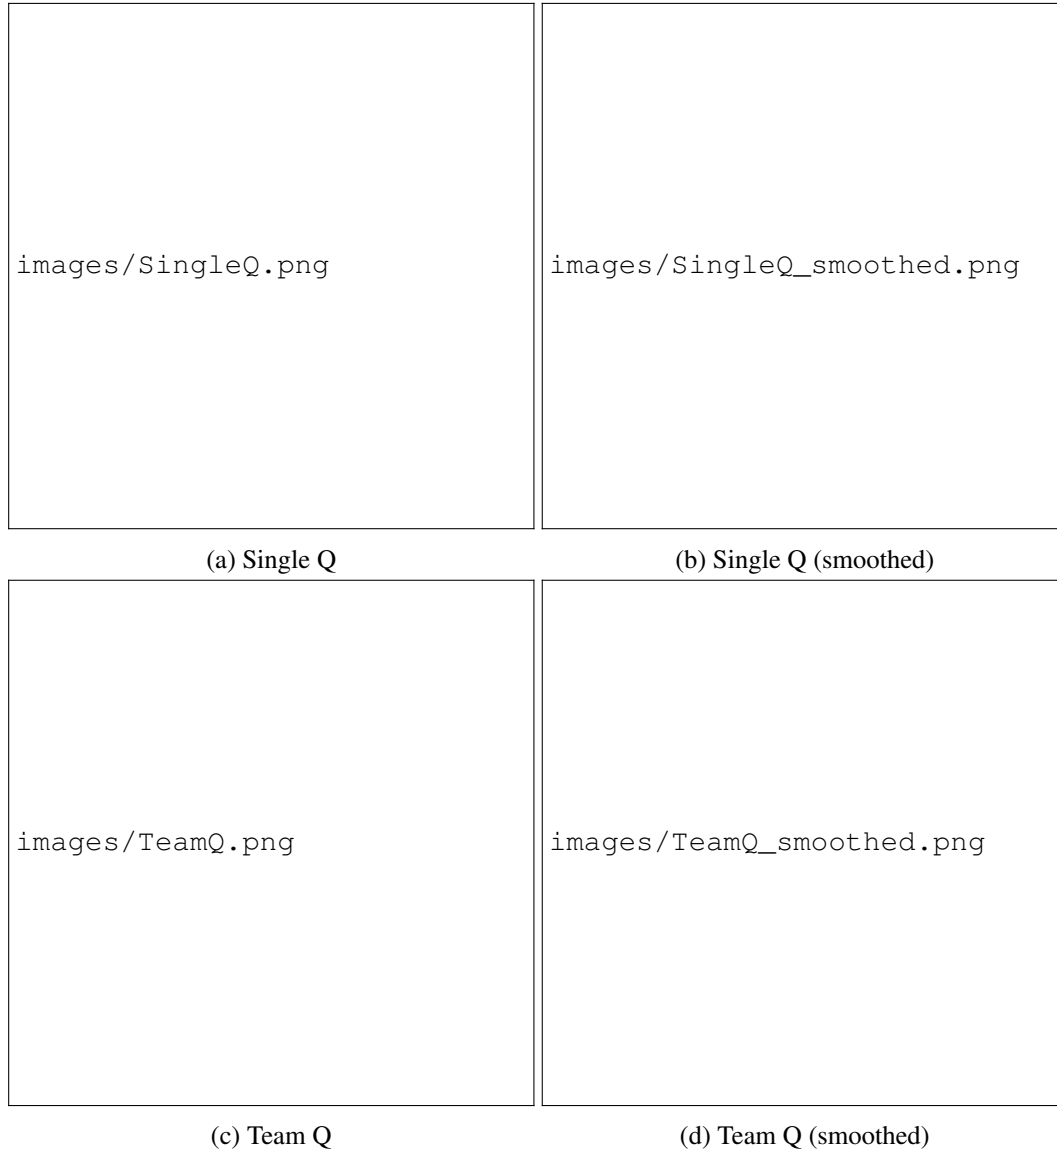 images/SingleQ.png
images/SingleQ_smoothed.png
(a) Single Q
(b) Single Q (smoothed)
images/TeamQ.png
images/TeamQ_smoothed.png
(c) Team Q
(d) Team Q (smoothed)